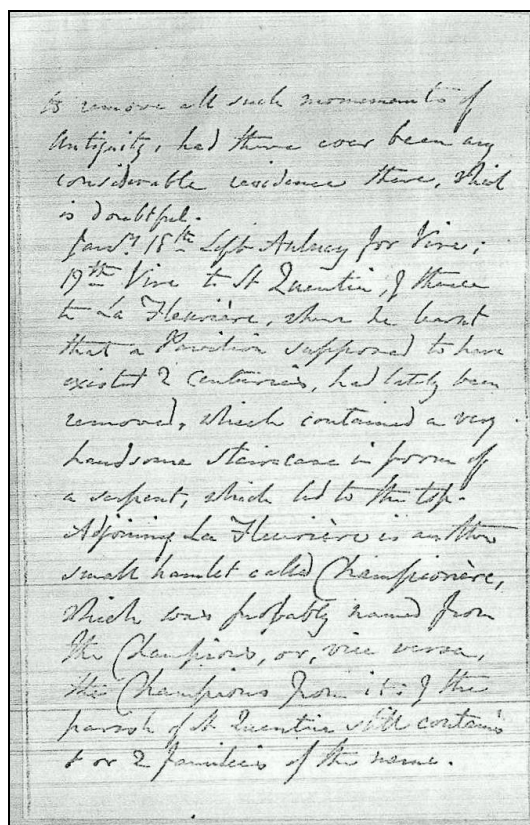 to remove all such monements of
Antiquity, had there ever been any
considerable residence there, which
is doubtful.
Jan.ry 18th Left Aulnay for Vire;
19th Vire to St Quentin, & thence
to La Fleurière, where he learnt
that a Pavilion supposed to have
existed 2 centuries, had lately been
removed, which contained a very
handsome staircase in form of
a serpent, which led to the top.
Adjoining La Fleurière is another
small hamlet called Championière,
which was probably named from
the Champions, or, vice versa,
the Champions from it: & the
parish of St Quentin still contains
1 or 2 families of the name.